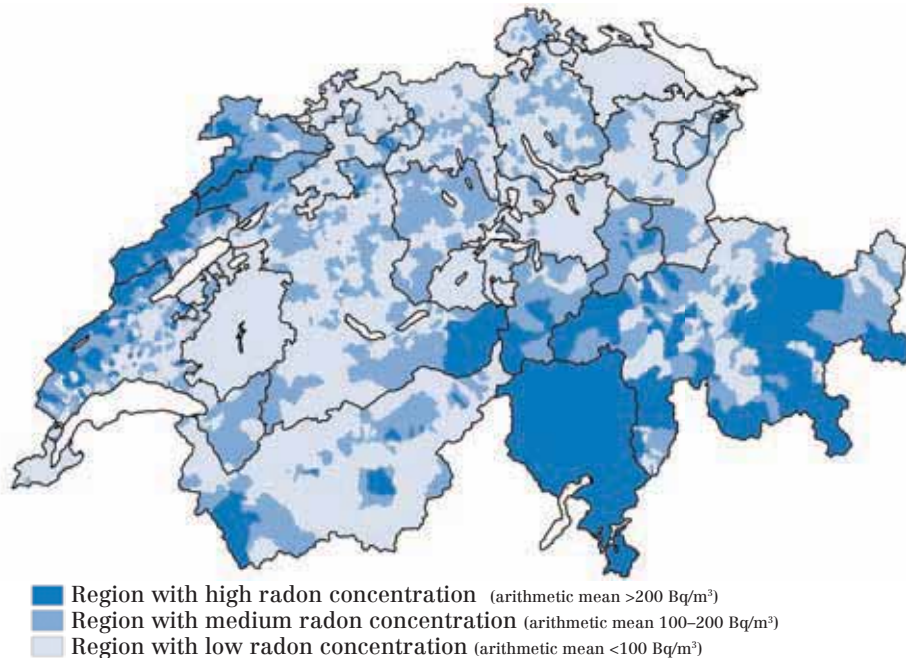 Region with high radon concentration (arithmetic mean >200 Bq/m³)
Region with medium radon concentration (arithmetic mean 100–200 Bq/m³)
Region with low radon concentration (arithmetic mean <100 Bq/m³)